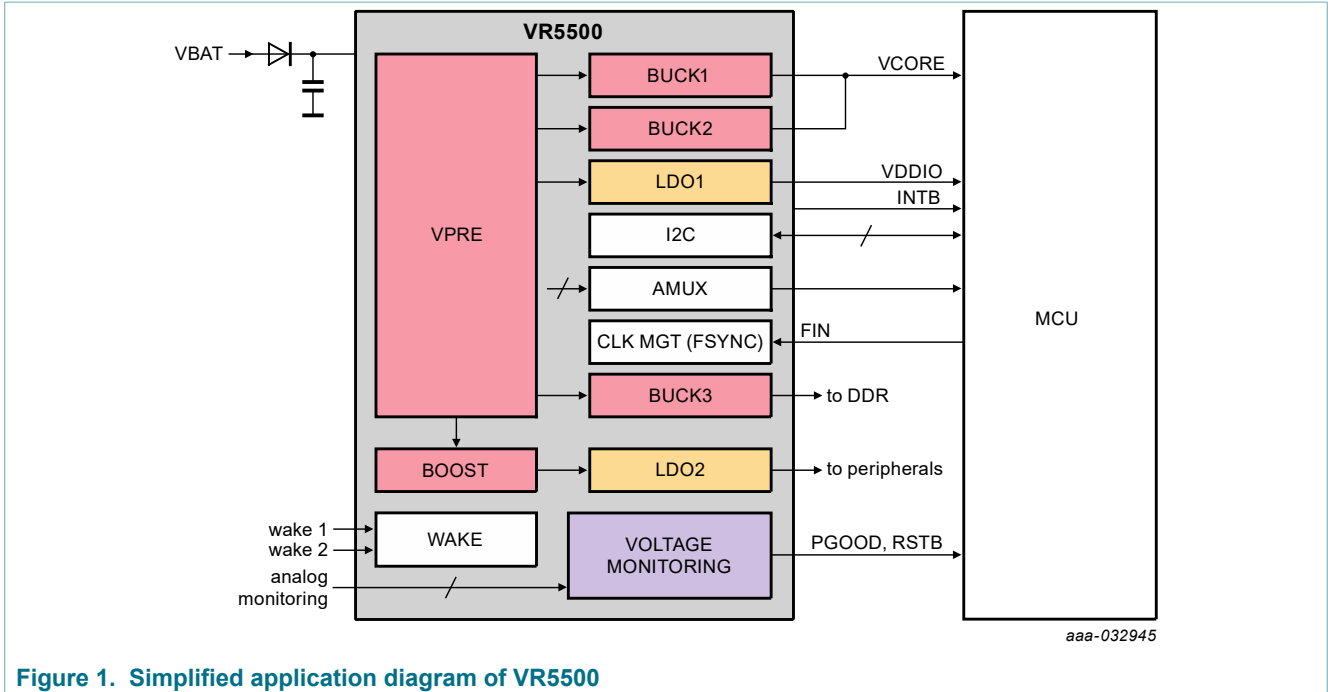 VR5500
VBAT
BUCK1
VCORE
BUCK2
LDO1
VDDIO
INTB
VPRE
I2C
AMUX
MCU
CLK MGT (FSYNC)
FIN
BUCK3
to DDR
BOOST
LDO2
to peripherals
wake 1
wake 2
WAKE
VOLTAGE
MONITORING
PGOOD, RSTB
analog
monitoring
aaa-032945
Figure 1. Simplified application diagram of VR5500